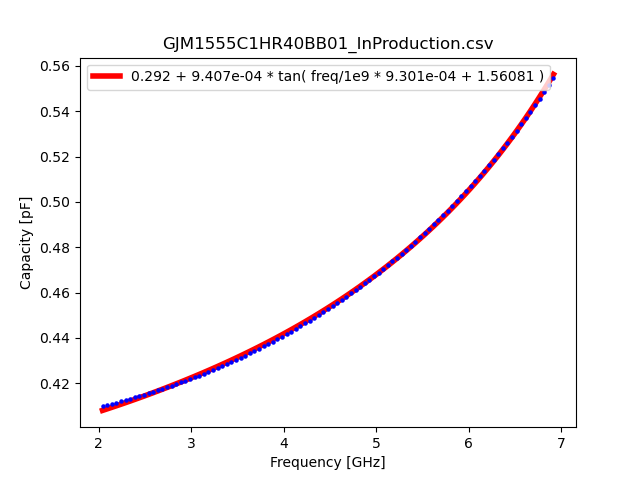 GJM1555C1HR40BB01_InProduction.csv
0.292 + 9.407e-04 * tan( freq/1e9 * 9.301e-04 + 1.56081 )
0.56
0.54
0.52
0.50
0.48
0.46
0.44
0.42
Capacity [pF]
2 3 4 5 6 7
Frequency [GHz]